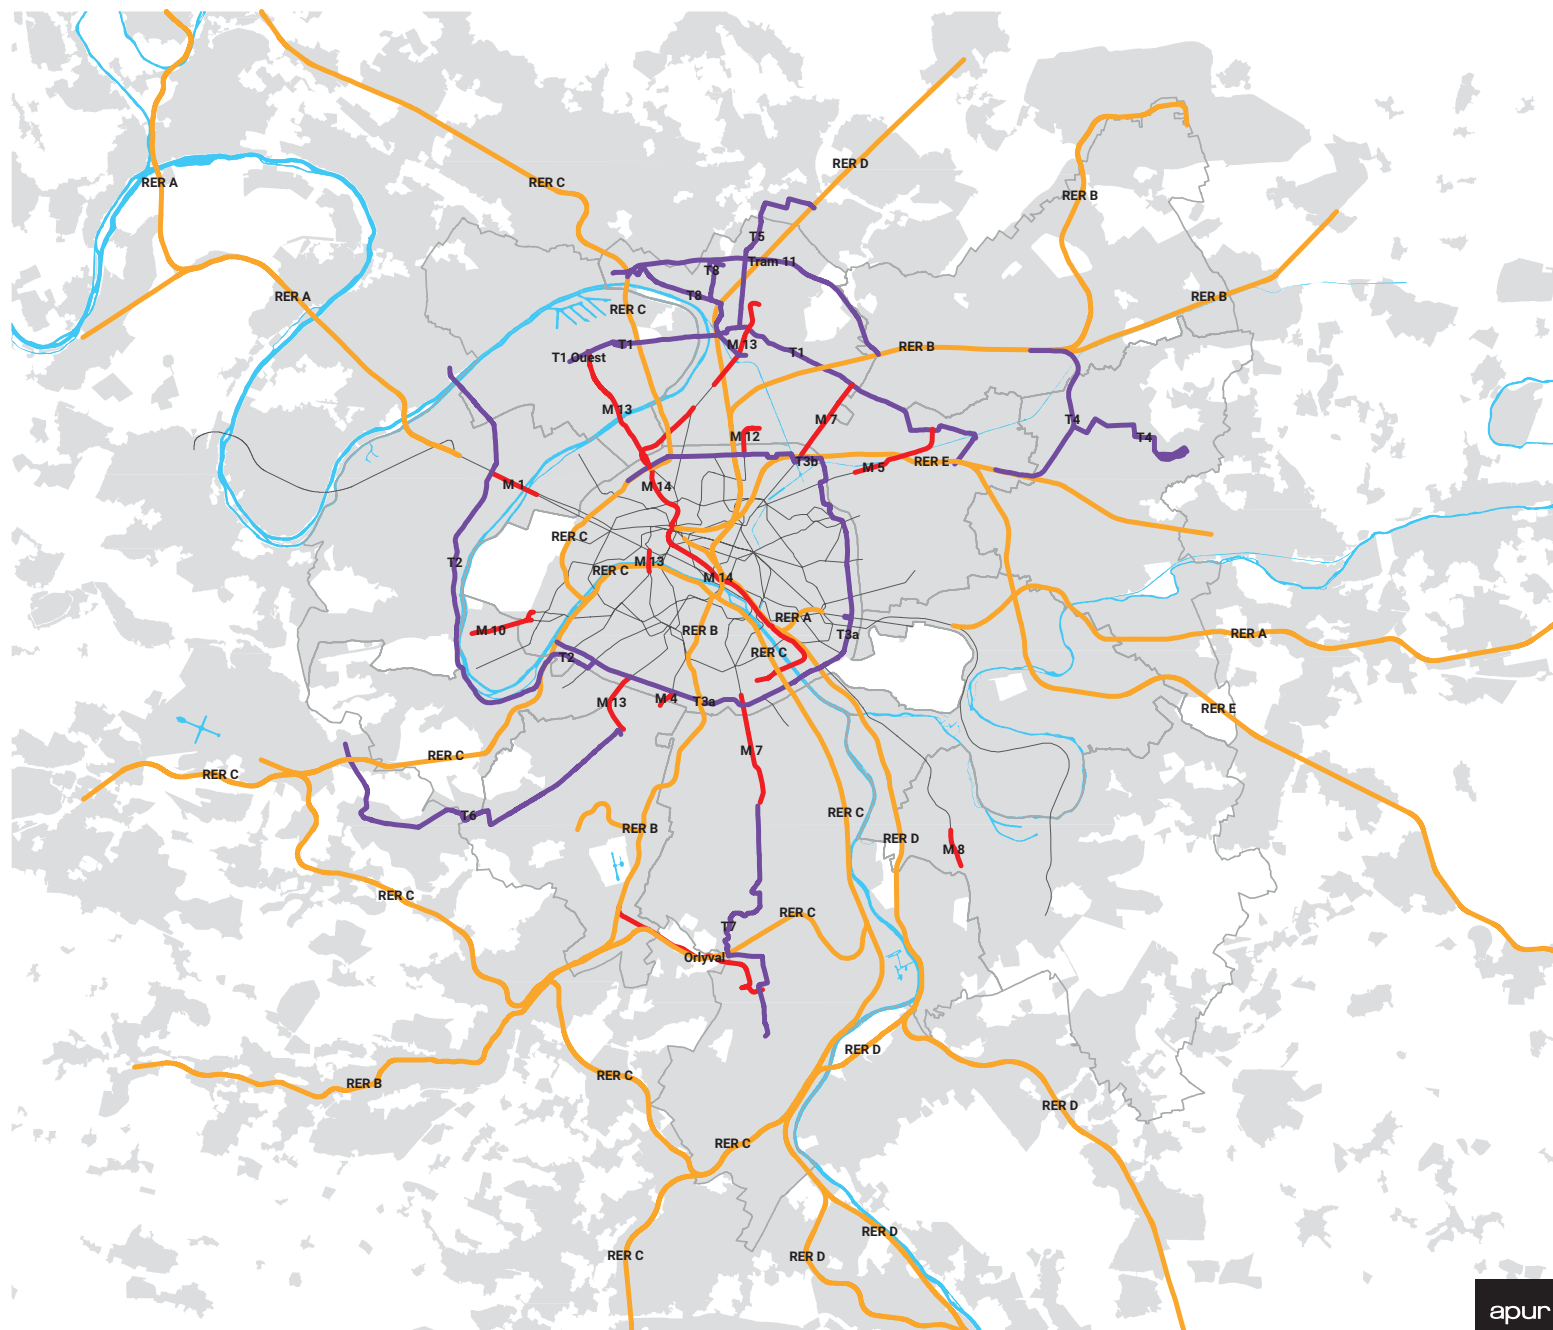 RER D
RER A
RER C
RER B
T5
Tram 11
T8
RER A
T8
RER B
RER C
T1
M 13
RER B
T1 Ouest
T1
M 13
M 7
T4
M 12
T4
T3b
M 5
RER E
M 1
M 14
RER C
T2
M 13
RER C
M 14
RER A
M 10
RER B
T3a
RER A
RER C
T2
M 13
M 4
T3a
RER E
RER C
M 7
RER C
T6
RER C
RER B
RER D
M 8
RER C
RER C
T7
Orlyval
RER D
RER C
RER B
RER D
RER C
RER D
RER C
RER D
apur